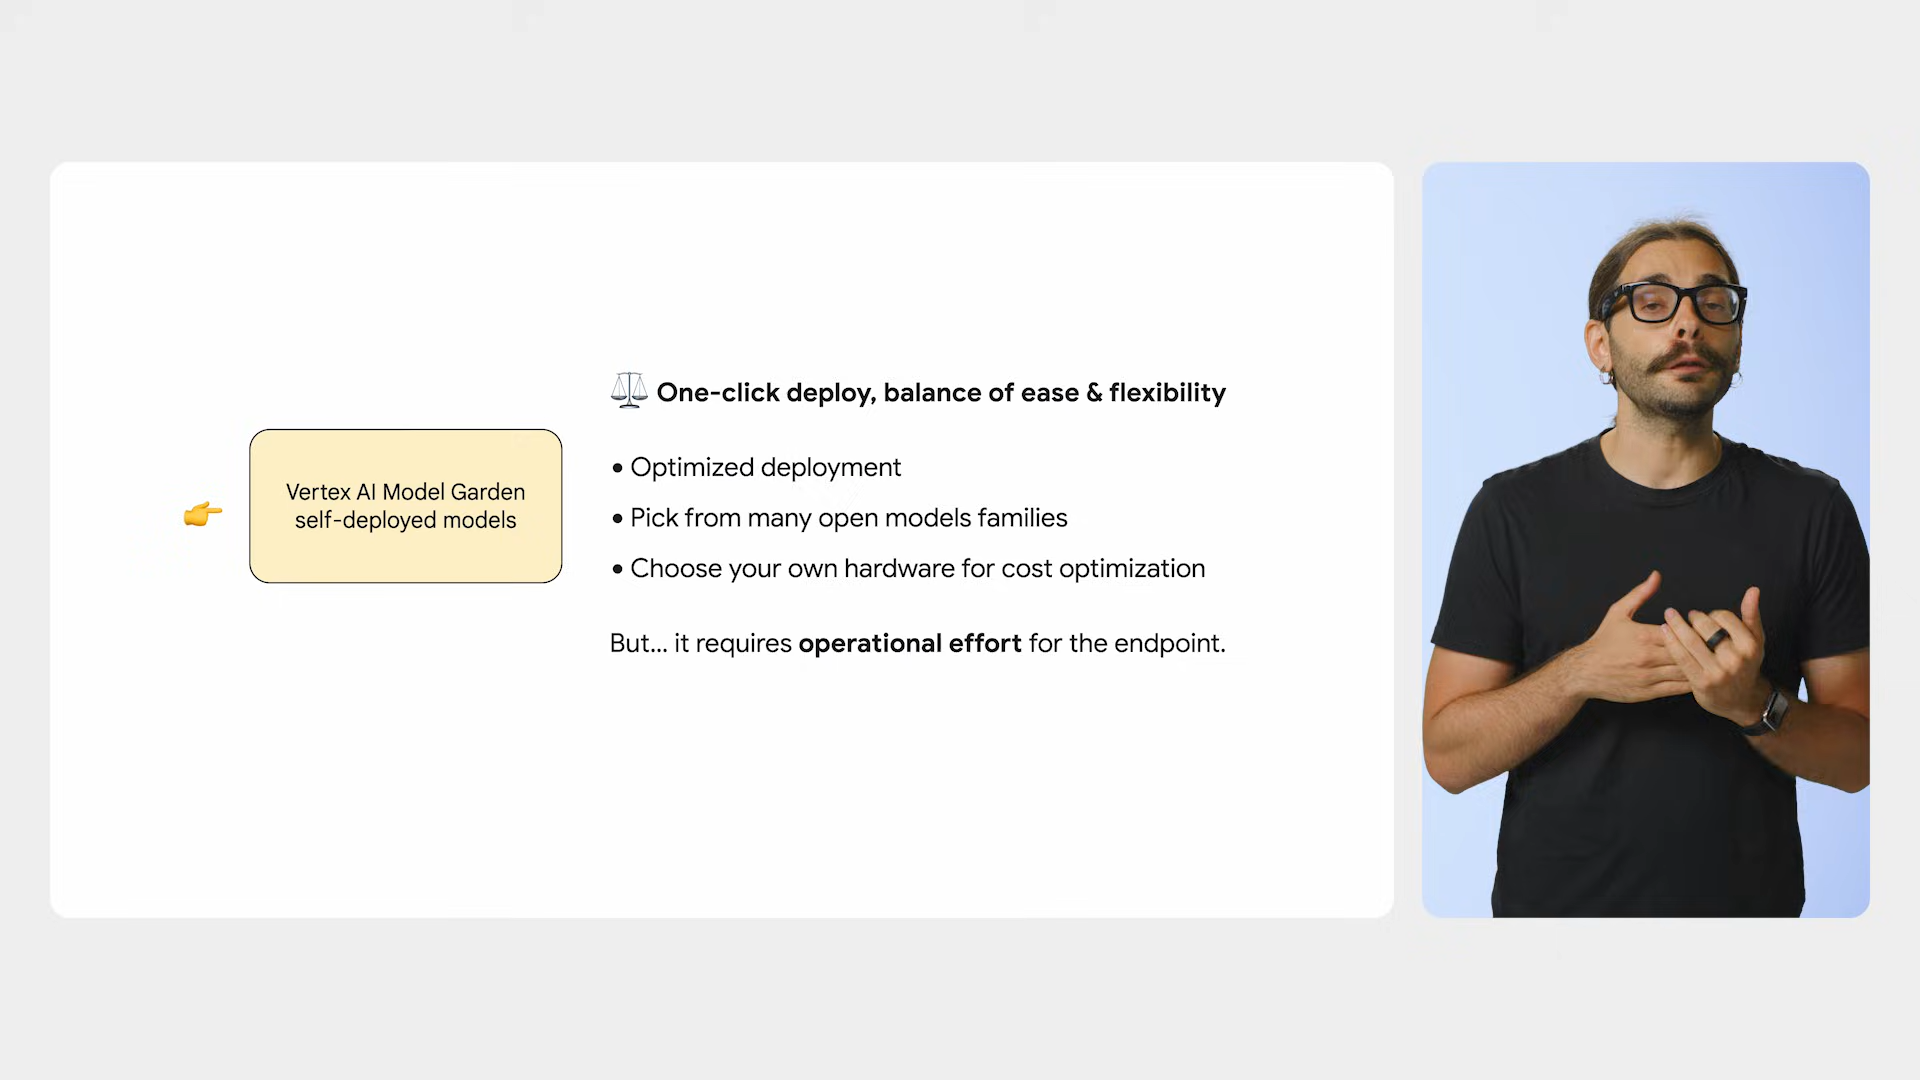 ⚖️ One-click deploy, balance of ease & flexibility
Vertex AI Model Garden
self-deployed models
• Optimized deployment
• Pick from many open models families
• Choose your own hardware for cost optimization
But... it requires operational effort for the endpoint.